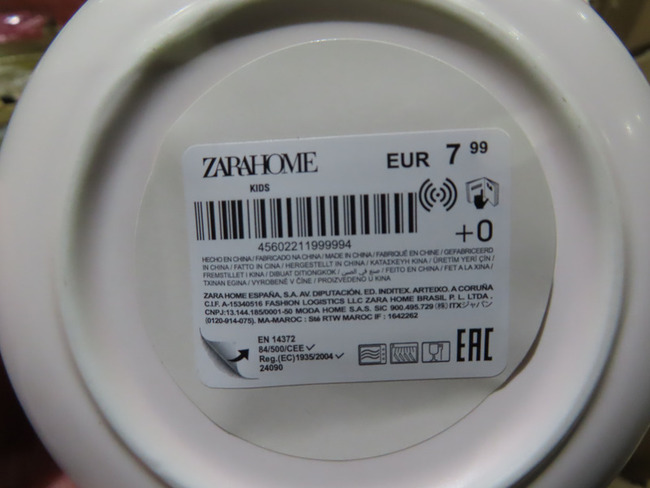 ZARAHOME
EUR 7 99
KIDS
+0
45602211999994
HECHO EN CHINA / FABRICADO NA CHINA / MADE IN CHINA / FABRIQUÉ EN CHINE / GEFABRICEERD
IN CHINA / FATTO IN CINA / HERGESTELLT IN CHINA / ΚΑΤΑΣΚΕΥΗ ΚΙΝΑ / ÜRETİM YERİ ÇİN /
FREMSTILLET I KINA / DIBUAT DITIONGKOK / صنع في الصين / FEITO EN CHINA / FET A LA XINA /
TXINAN EGINA / VYROBENÉ V ČÍNE / PROIZVEDENO U KINA
ZARA HOME ESPAÑA, S.A. AV. DIPUTACIÓN. ED. INDITEX. ARTEIXO. A CORUÑA
C.I.F. A-15340516 FASHION LOGISTICS LLC ZARA HOME BRASIL P. L. LTDA.
CNPJ:13.144.185/0001-50 MODA HOME S.A.S. SIC 900.495.729 (株) ITXジャパン
(0120-914-075). MA-MAROC : Sté RTW MAROC IF : 1642262
EN 14372
84/500/CEE ✓
Reg.(EC)1935/2004 ✓
24090
EAC